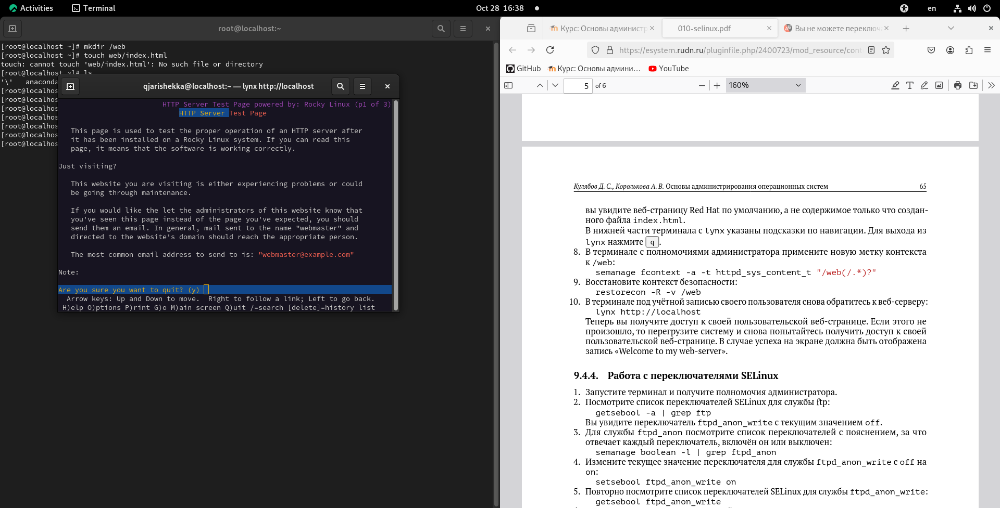 Activities Terminal Oct 28 16:38 en
root@localhost:~
[root@localhost ~]# mkdir /web
[root@localhost ~]# touch web/index.html
touch: cannot touch 'web/index.html': No such file or directory
[root@localhost ~]# ls
'\' anaconda
[root@localhos
[root@localhos
[root@localhos
[root@localhos
[root@localhos
[root@localhos
[root@localhos
qjarishekka@localhost:~ — lynx http://localhost
HTTP Server Test Page powered by: Rocky Linux (p1 of 3)
HTTP Server Test Page
This page is used to test the proper operation of an HTTP server after
it has been installed on a Rocky Linux system. If you can read this
page, it means that the software is working correctly.
Just visiting?
This website you are visiting is either experiencing problems or could
be going through maintenance.
If you would like the let the administrators of this website know that
you've seen this page instead of the page you've expected, you should
send them an email. In general, mail sent to the name "webmaster" and
directed to the website's domain should reach the appropriate person.
The most common email address to send to is: "webmaster@example.com"
Note:
Are you sure you want to quit? (y)
Arrow keys: Up and Down to move. Right to follow a link; Left to go back.
H)elp O)ptions P)rint G)o M)ain screen Q)uit /=search [delete]=history list
Курс: Основы администр 010-selinux.pdf Вы не можете переключи
https://esystem.rudn.ru/pluginfile.php/2400723/mod_resource/cont
GitHub Курс: Основы админи… YouTube
5 of 6 160%
Кулябов Д. С., Королькова А. В. Основы администрирования операционных систем 65
вы увидите веб-страницу Red Hat по умолчанию, а не содержимое только что создан-
ного файла index.html.
В нижней части терминала с lynx указаны подсказки по навигации. Для выхода из
lynx нажмите q .
8. В терминале с полномочиями администратора примените новую метку контекста
к /web:
semanage fcontext -a -t httpd_sys_content_t "/web(/.*)?"
9. Восстановите контекст безопасности:
restorecon -R -v /web
10. В терминале под учётной записью своего пользователя снова обратитесь к веб-серверу:
lynx http://localhost
Теперь вы получите доступ к своей пользовательской веб-странице. Если этого не
произошло, то перегрузите систему и снова попытайтесь получить доступ к своей
пользовательской веб-странице. В случае успеха на экране должна быть отображена
запись «Welcome to my web-server».
9.4.4. Работа с переключателями SELinux
1. Запустите терминал и получите полномочия администратора.
2. Посмотрите список переключателей SELinux для службы ftp:
getsebool -a | grep ftp
Вы увидите переключатель ftpd_anon_write с текущим значением off.
3. Для службы ftpd_anon посмотрите список переключателей с пояснением, за что
отвечает каждый переключатель, включён он или выключен:
semanage boolean -l | grep ftpd_anon
4. Измените текущее значение переключателя для службы ftpd_anon_write с off на
on:
setsebool ftpd_anon_write on
5. Повторно посмотрите список переключателей SELinux для службы ftpd_anon_write:
getsebool ftpd_anon_write